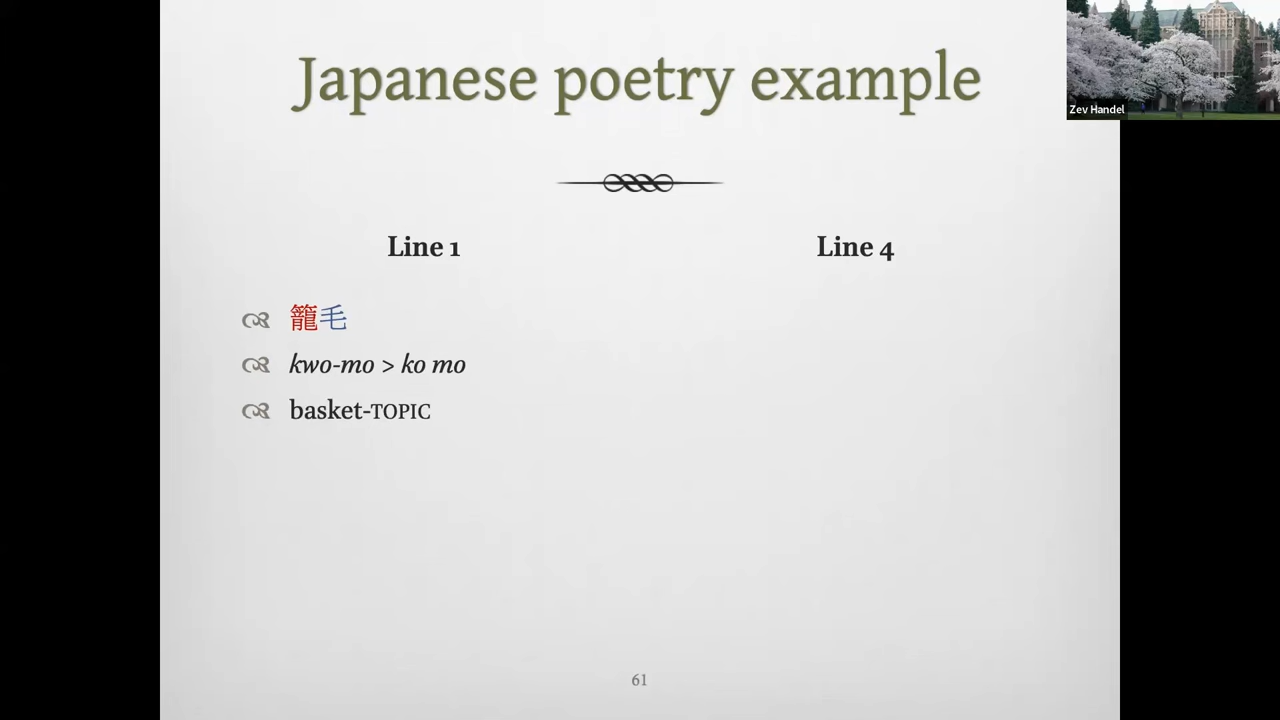 Japanese poetry example
Zev Handel
Line 1
籠毛
kwo-mo > ko mo
basket-TOPIC
Line 4
61